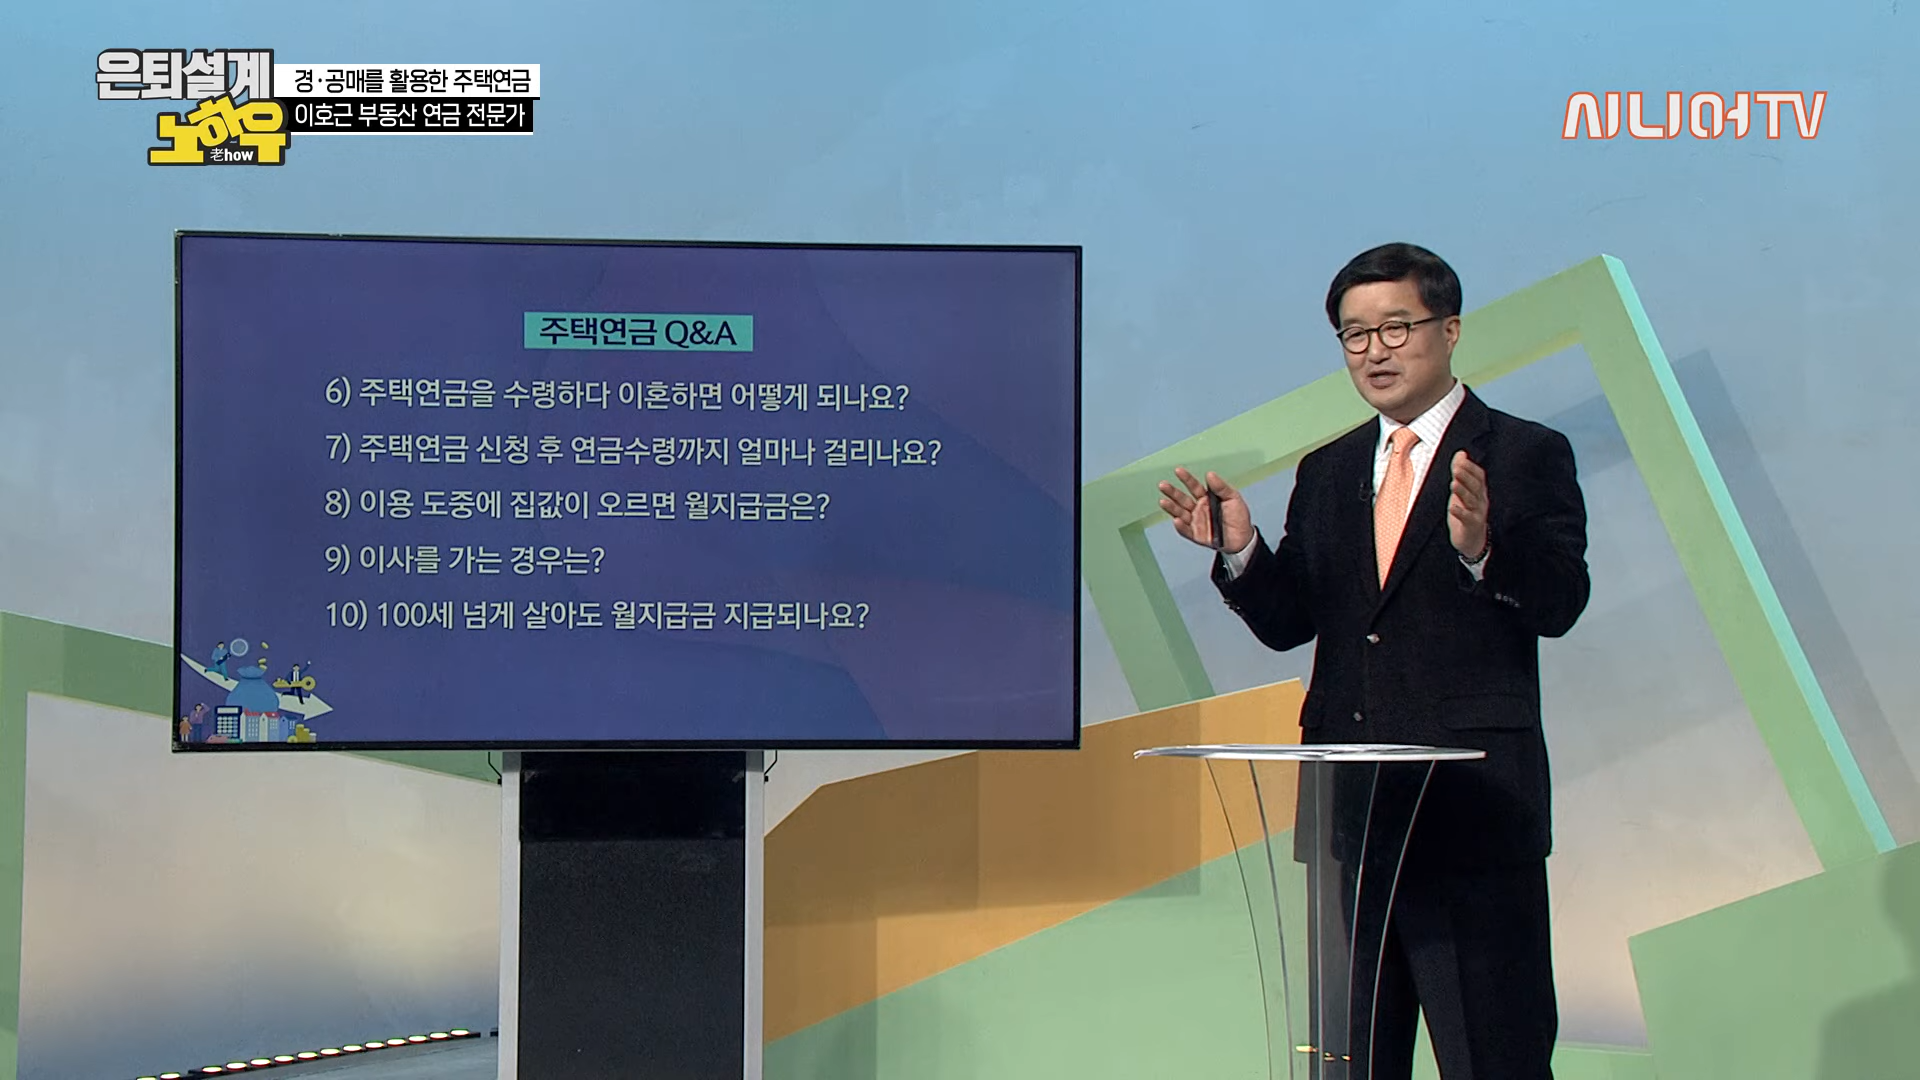 은퇴설계
노하우
老how
경·공매를 활용한 주택연금
이호근 부동산 연금 전문가
시니어TV
주택연금 Q&A
6) 주택연금을 수령하다 이혼하면 어떻게 되나요?
7) 주택연금 신청 후 연금수령까지 얼마나 걸리나요?
8) 이용 도중에 집값이 오르면 월지급금은?
9) 이사를 가는 경우는?
10) 100세 넘게 살아도 월지급금 지급되나요?